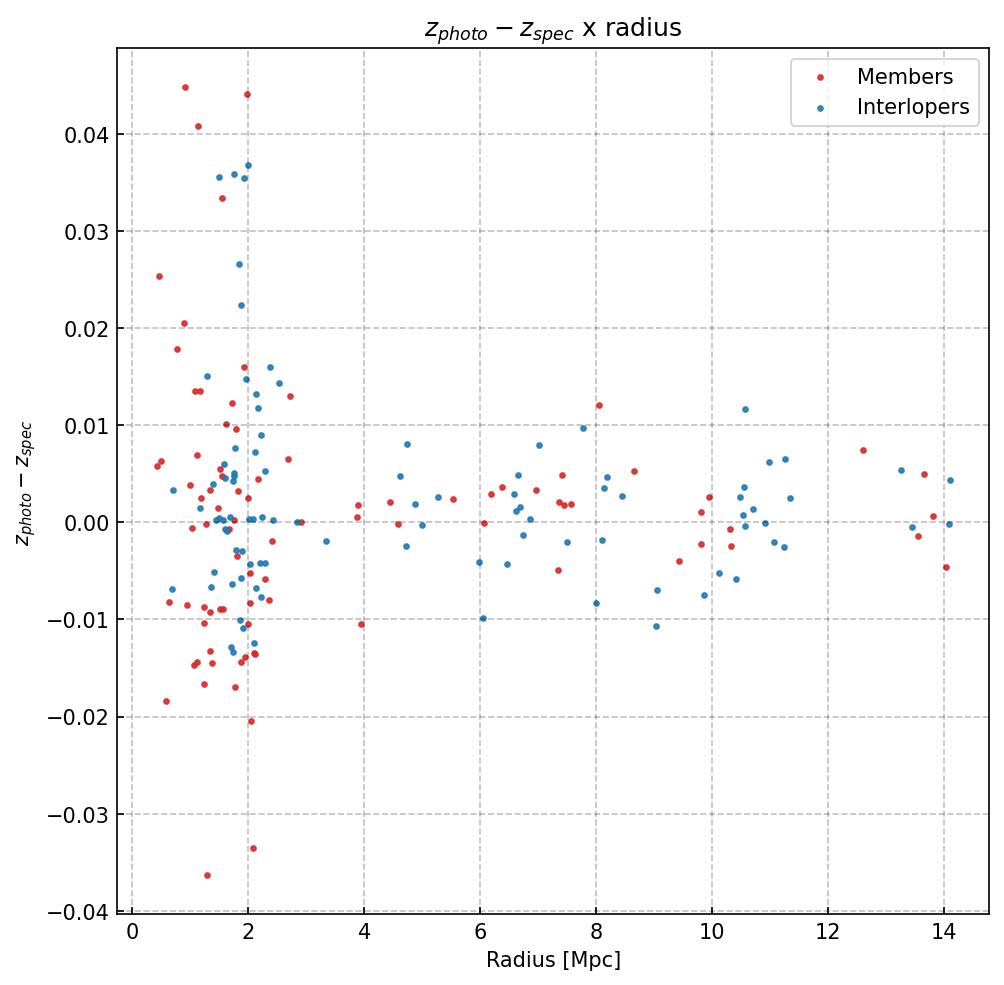 z_photo − z_spec x radius
Members
Interlopers
0.04
0.03
0.02
0.01
0.00
−0.01
−0.02
−0.03
−0.04
z_photo − z_spec
0 2 4 6 8 10 12 14
Radius [Mpc]